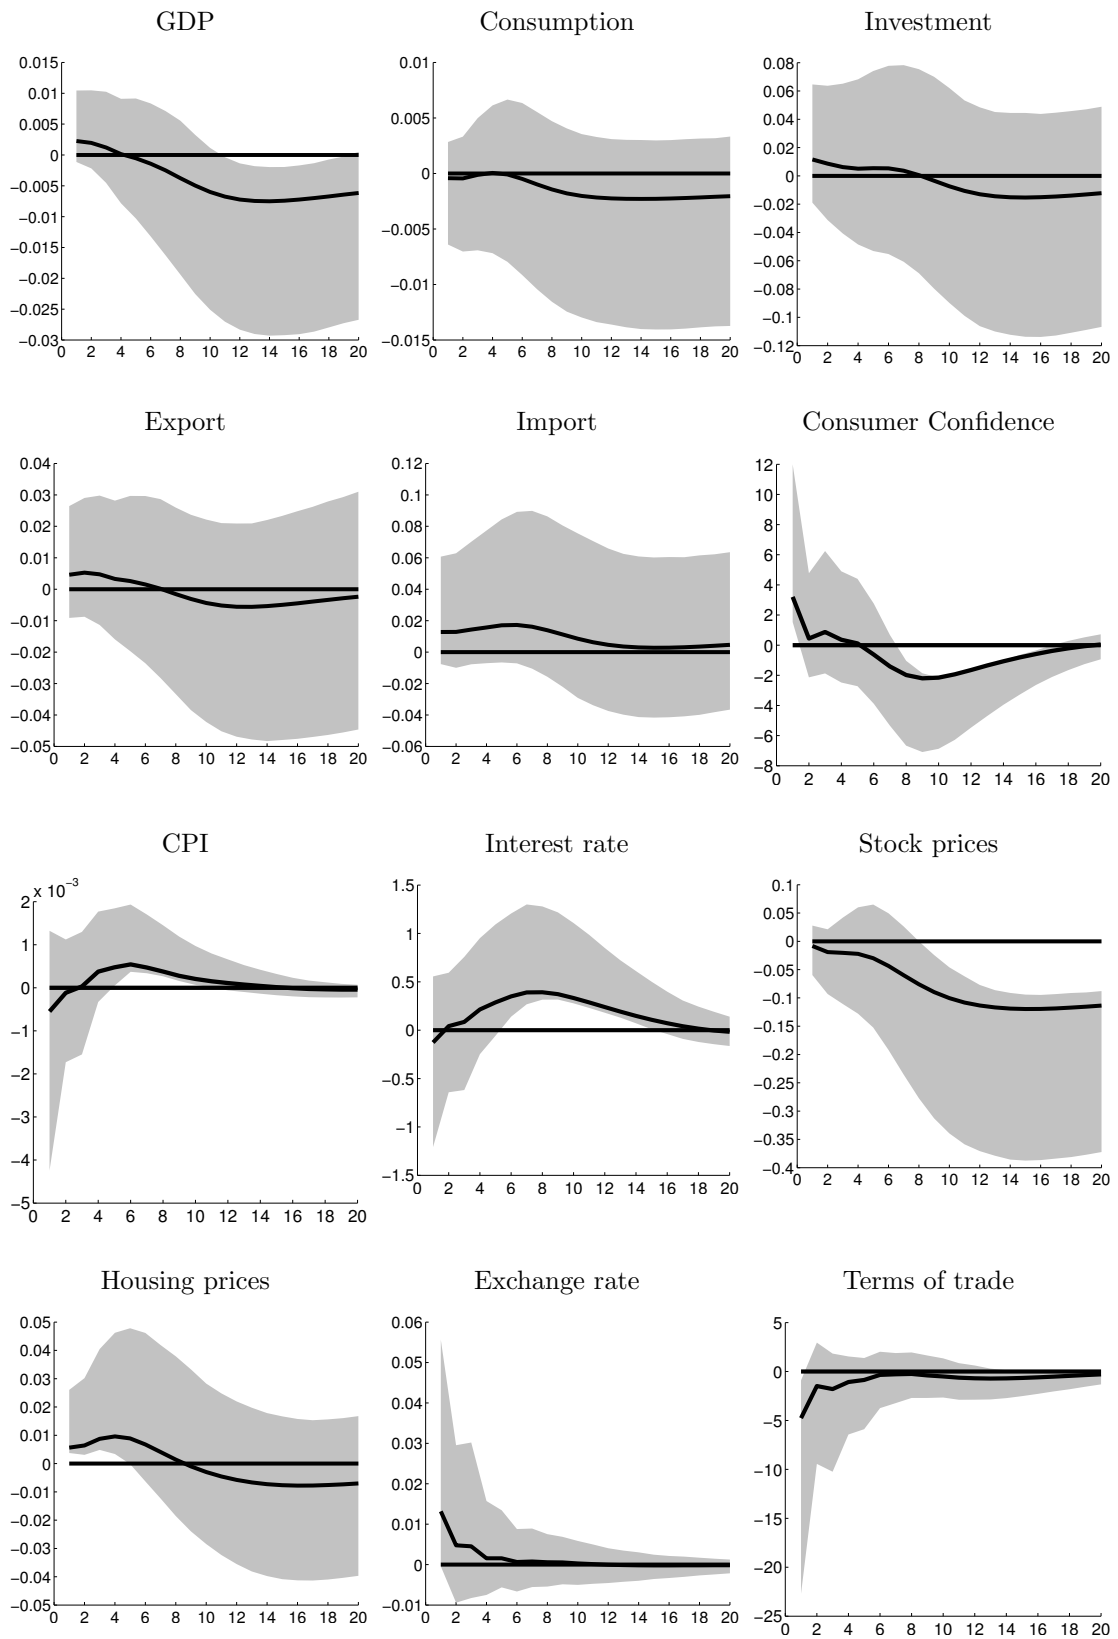 GDP Consumption Investment
0.015 0.01 0.005 0 −0.005 −0.01 −0.015 −0.02 −0.025 −0.03
0 2 4 6 8 10 12 14 16 18 20
0.01 0.005 0 −0.005 −0.01 −0.015
0 2 4 6 8 10 12 14 16 18 20
0.08 0.06 0.04 0.02 0 −0.02 −0.04 −0.06 −0.08 −0.1 −0.12
0 2 4 6 8 10 12 14 16 18 20
Export Import Consumer Confidence
0.04 0.03 0.02 0.01 0 −0.01 −0.02 −0.03 −0.04 −0.05
0 2 4 6 8 10 12 14 16 18 20
0.12 0.1 0.08 0.06 0.04 0.02 0 −0.02 −0.04 −0.06
0 2 4 6 8 10 12 14 16 18 20
12 10 8 6 4 2 0 −2 −4 −6 −8
0 2 4 6 8 10 12 14 16 18 20
CPI Interest rate Stock prices
x 10⁻³
2 1 0 −1 −2 −3 −4 −5
0 2 4 6 8 10 12 14 16 18 20
1.5 1 0.5 0 −0.5 −1 −1.5
0 2 4 6 8 10 12 14 16 18 20
0.1 0.05 0 −0.05 −0.1 −0.15 −0.2 −0.25 −0.3 −0.35 −0.4
0 2 4 6 8 10 12 14 16 18 20
Housing prices Exchange rate Terms of trade
0.05 0.04 0.03 0.02 0.01 0 −0.01 −0.02 −0.03 −0.04 −0.05
0 2 4 6 8 10 12 14 16 18 20
0.06 0.05 0.04 0.03 0.02 0.01 0 −0.01
0 2 4 6 8 10 12 14 16 18 20
5 0 −5 −10 −15 −20 −25
0 2 4 6 8 10 12 14 16 18 20